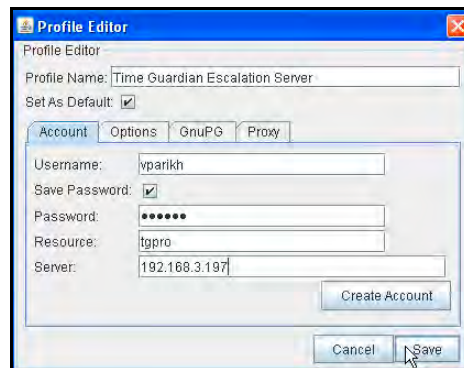 Profile Editor
Profile Editor
Profile Name: Time Guardian Escalation Server
Set As Default:
Account Options GnuPG Proxy
Username: vparikh
Save Password:
Password: ●●●●●●
Resource: tgpro
Server: 192.168.3.197
Create Account
Cancel Save